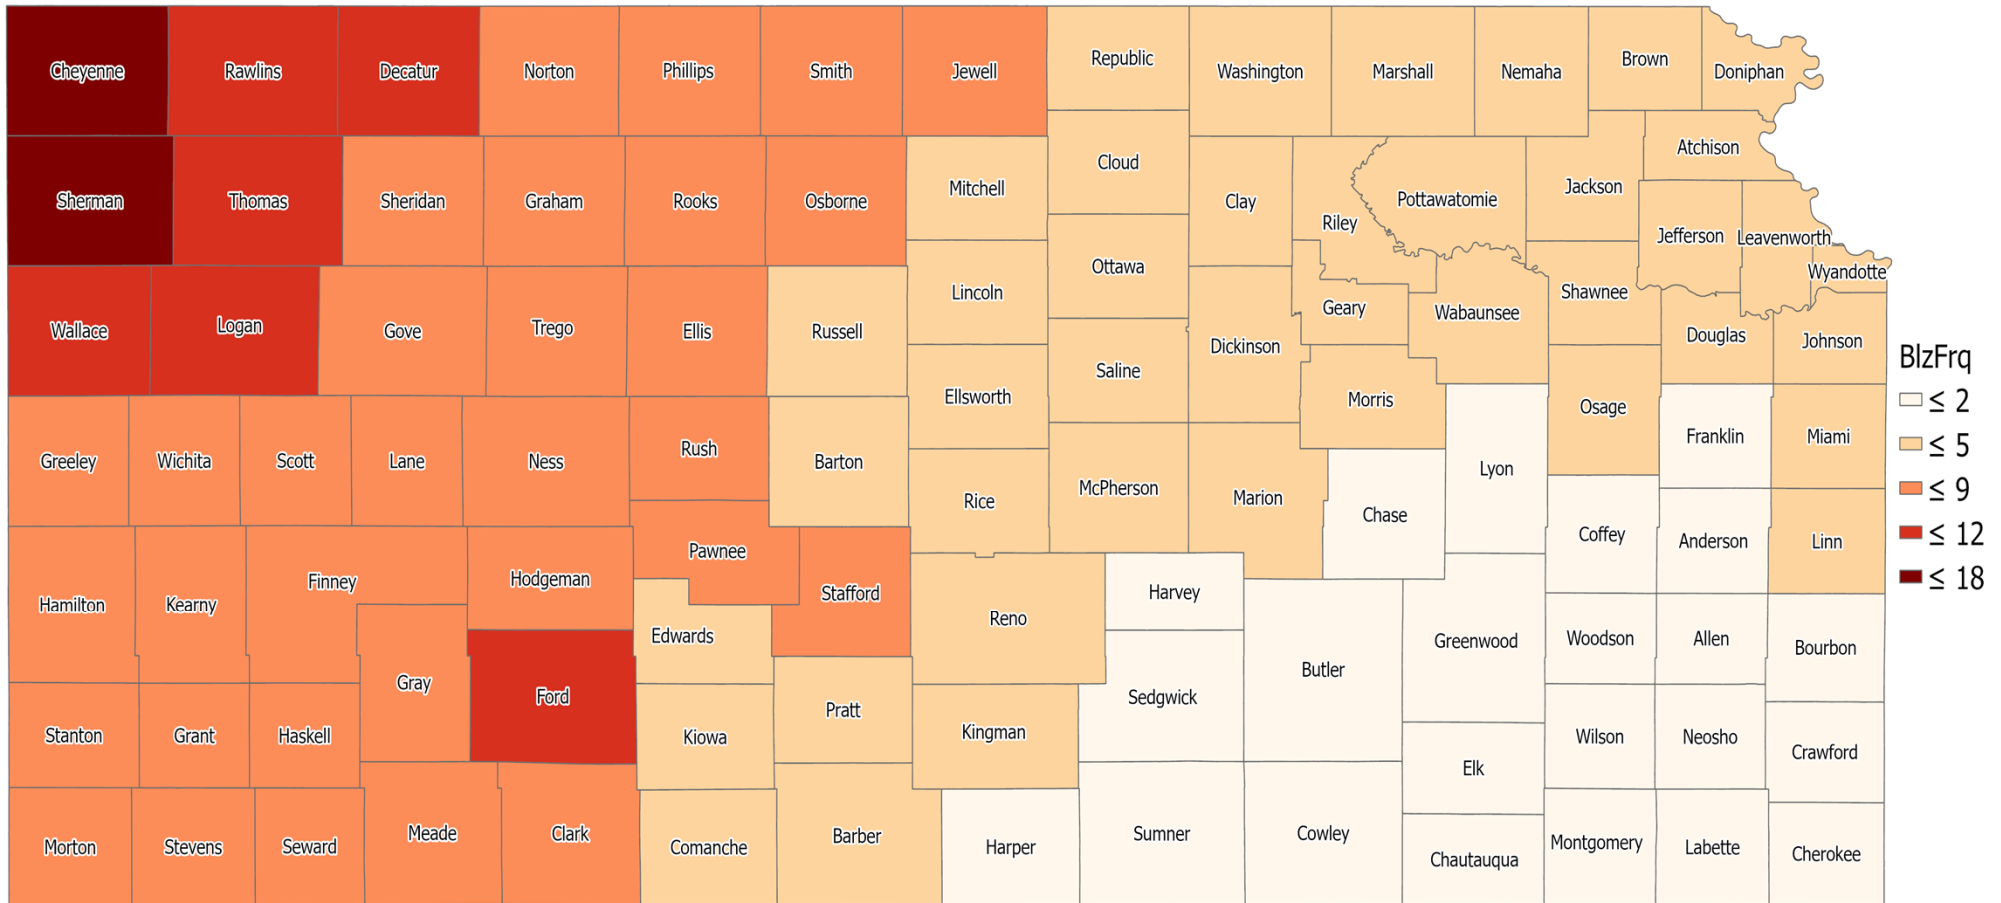 Cheyenne
Rawlins
Decatur
Norton
Phillips
Smith
Jewell
Republic
Washington
Marshall
Nemaha
Brown
Doniphan
Sherman
Thomas
Sheridan
Graham
Rooks
Osborne
Mitchell
Cloud
Clay
Riley
Pottawatomie
Jackson
Atchison
Jefferson
Leavenworth
Wyandotte
Wallace
Logan
Gove
Trego
Ellis
Russell
Lincoln
Ottawa
Saline
Dickinson
Geary
Wabaunsee
Shawnee
Douglas
Johnson
Ellsworth
Morris
Osage
Franklin
Miami
Greeley
Wichita
Scott
Lane
Ness
Rush
Barton
Rice
McPherson
Marion
Chase
Lyon
Coffey
Anderson
Linn
Hamilton
Kearny
Finney
Hodgeman
Pawnee
Stafford
Edwards
Reno
Harvey
Sedgwick
Butler
Greenwood
Woodson
Allen
Bourbon
Gray
Ford
Stanton
Grant
Haskell
Kiowa
Pratt
Kingman
Elk
Wilson
Neosho
Crawford
Morton
Stevens
Seward
Meade
Clark
Comanche
Barber
Harper
Sumner
Cowley
Chautauqua
Montgomery
Labette
Cherokee
BlzFrq
≤ 2
≤ 5
≤ 9
≤ 12
≤ 18